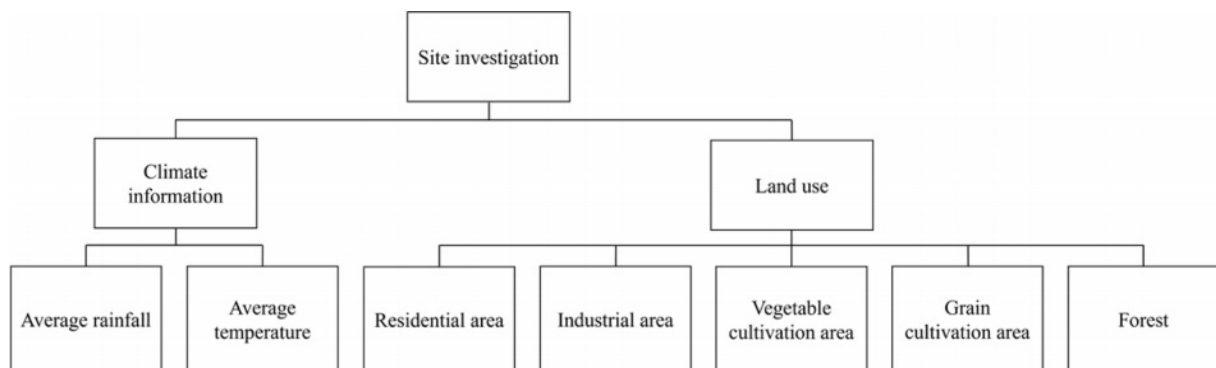 Site investigation
Climate
information
Land use
Average rainfall
Average
temperature
Residential area
Industrial area
Vegetable
cultivation area
Grain
cultivation area
Forest